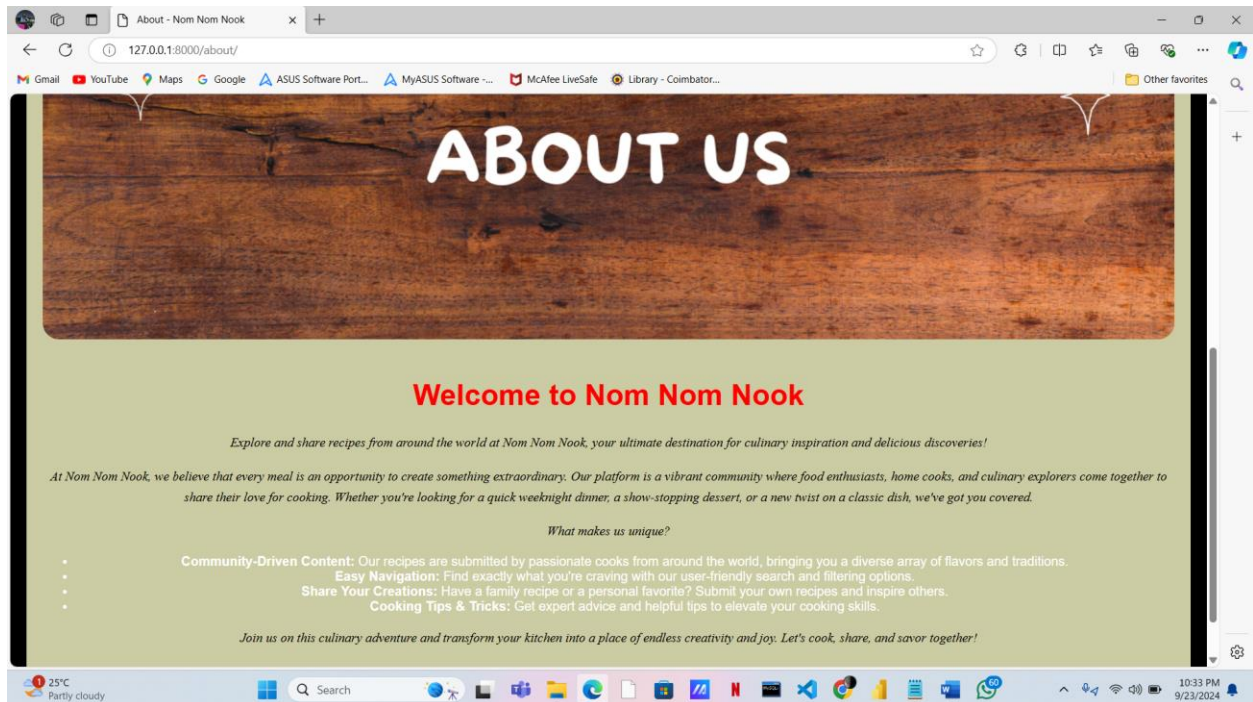 About - Nom Nom Nook
127.0.0.1:8000/about/
Gmail YouTube Maps Google ASUS Software Port... MyASUS Software -... McAfee LiveSafe Library - Coimbator... Other favorites
ABOUT US
Welcome to Nom Nom Nook
Explore and share recipes from around the world at Nom Nom Nook, your ultimate destination for culinary inspiration and delicious discoveries!
At Nom Nom Nook, we believe that every meal is an opportunity to create something extraordinary. Our platform is a vibrant community where food enthusiasts, home cooks, and culinary explorers come together to
share their love for cooking. Whether you're looking for a quick weeknight dinner, a show-stopping dessert, or a new twist on a classic dish, we've got you covered.
What makes us unique?
• Community-Driven Content: Our recipes are submitted by passionate cooks from around the world, bringing you a diverse array of flavors and traditions.
• Easy Navigation: Find exactly what you're craving with our user-friendly search and filtering options.
• Share Your Creations: Have a family recipe or a personal favorite? Submit your own recipes and inspire others.
• Cooking Tips & Tricks: Get expert advice and helpful tips to elevate your cooking skills.
Join us on this culinary adventure and transform your kitchen into a place of endless creativity and joy. Let's cook, share, and savor together!
1 25°C Search 60 10:33 PM
Partly cloudy 9/23/2024